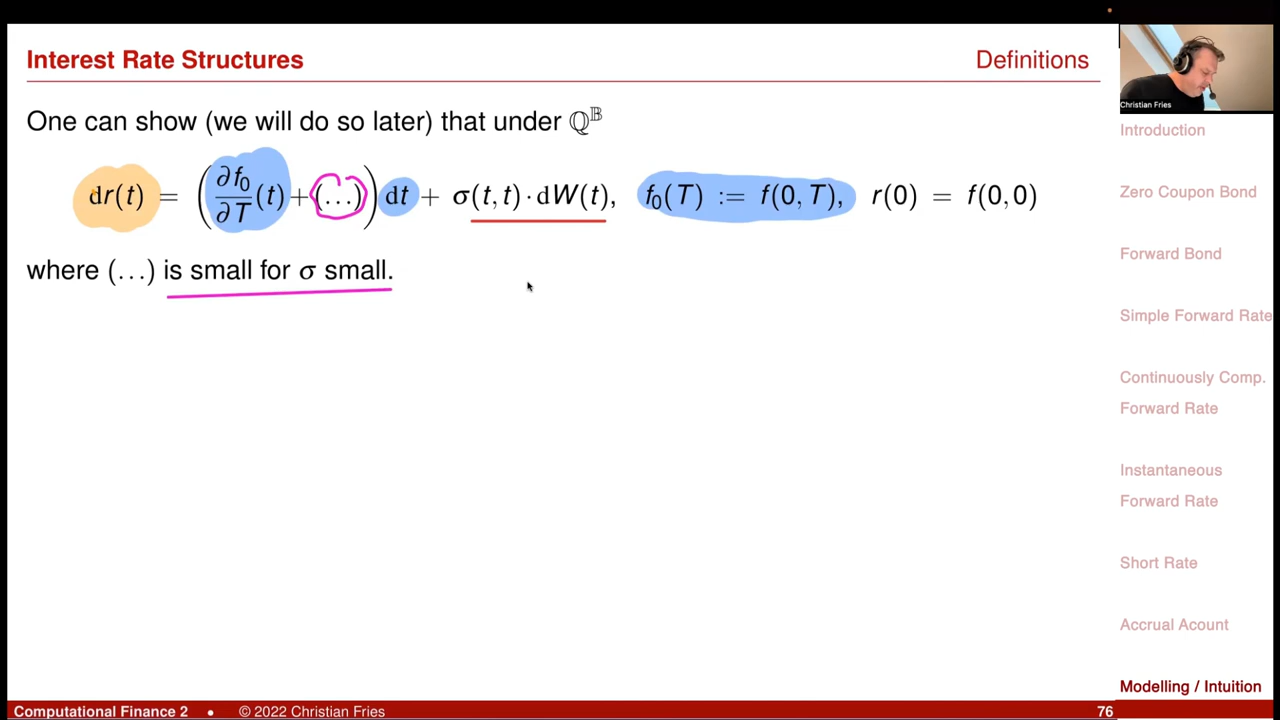 Interest Rate Structures
Definitions
Christian Fries
One can show (we will do so later) that under ℚ^𝔹
dr(t) = (∂f₀/∂T (t) + (…)) dt + σ(t,t) · dW(t), f₀(T) := f(0,T), r(0) = f(0,0)
where (…) is small for σ small.
Introduction
Zero Coupon Bond
Forward Bond
Simple Forward Rate
Continuously Comp.
Forward Rate
Instantaneous
Forward Rate
Short Rate
Accrual Acount
Modelling / Intuition
Computational Finance 2 • © 2022 Christian Fries 76